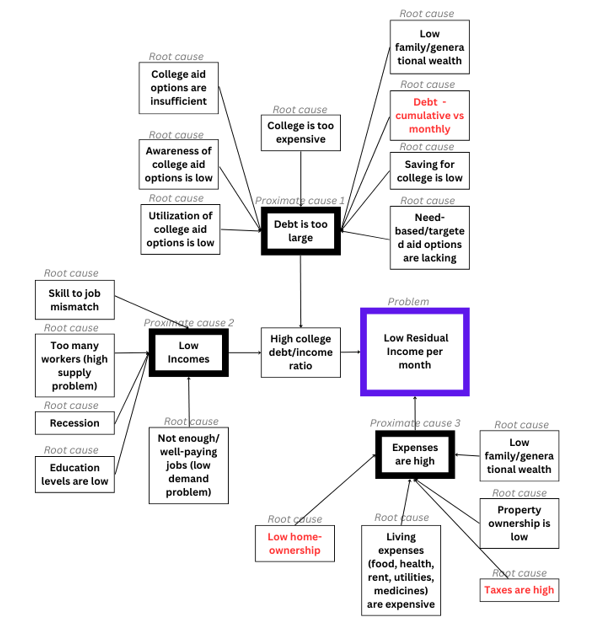 Root cause
Low
family/genera
tional wealth
Root cause
College aid
options are
insufficient
Root cause
Debt -
cumulative vs
monthly
Root cause
College is too
expensive
Root cause
Awareness of
college aid
options is low
Root cause
Saving for
college is low
Root cause
Utilization of
college aid
options is low
Proximate cause 1
Debt is too
large
Root cause
Need-
based/targete
d aid options
are lacking
Root cause
Skill to job
mismatch
Proximate cause 2
Low
Incomes
High college
debt/income
ratio
Problem
Low Residual
Income per
month
Root cause
Too many
workers (high
supply
problem)
Root cause
Recession
Root cause
Education
levels are low
Root cause
Not enough/
well-paying
jobs (low
demand
problem)
Proximate cause 3
Expenses
are high
Root cause
Low
family/genera
tional wealth
Root cause
Property
ownership is
low
Root cause
Low home-
ownership
Root cause
Living
expenses
(food, health,
rent, utilities,
medicines)
are expensive
Root cause
Taxes are high